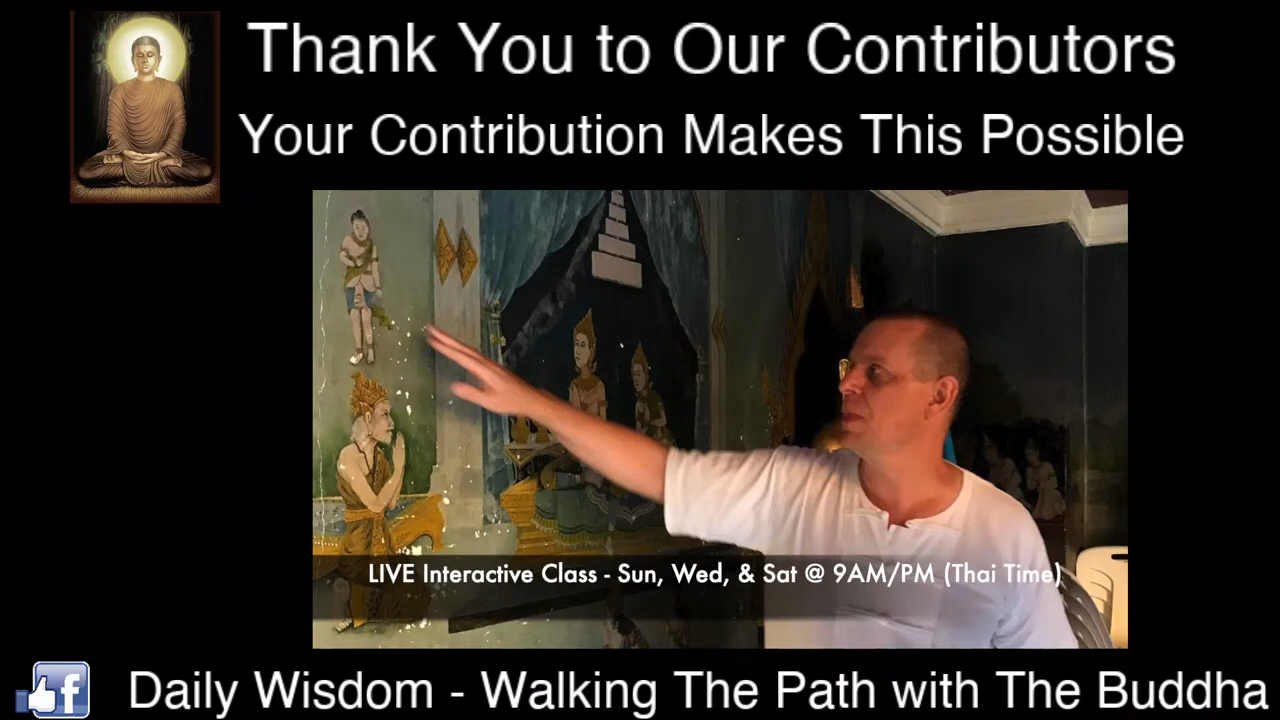 Thank You to Our Contributors
Your Contribution Makes This Possible
LIVE Interactive Class - Sun, Wed, & Sat @ 9AM/PM (Thai Time)
Daily Wisdom - Walking The Path with The Buddha